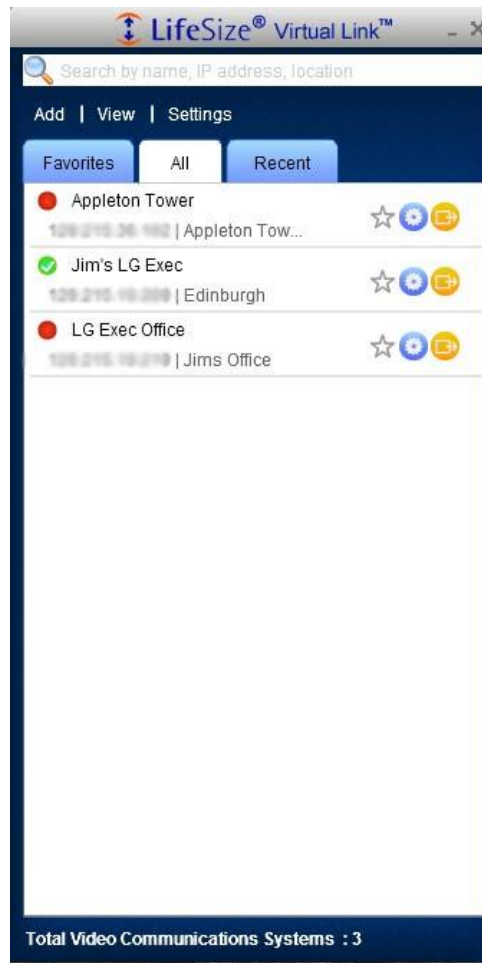 LifeSize® Virtual Link™
Search by name, IP address, location
Add | View | Settings
Favorites All Recent
Appleton Tower
| Appleton Tow...
Jim's LG Exec
| Edinburgh
LG Exec Office
| Jims Office
Total Video Communications Systems : 3